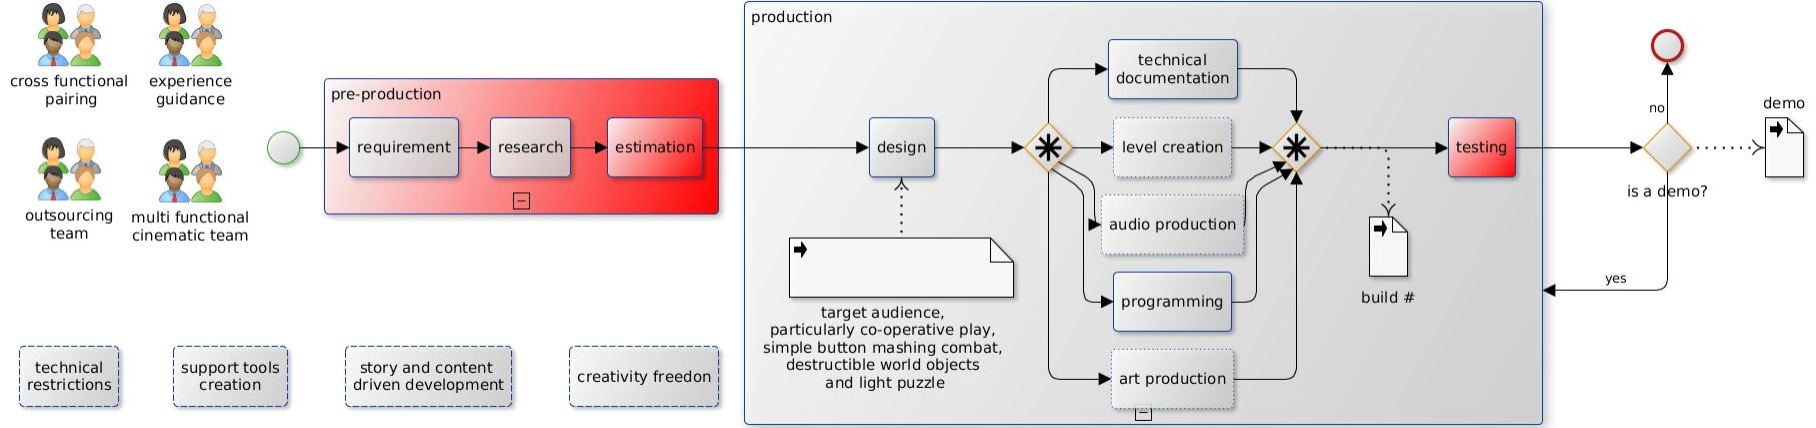 cross functional
pairing
experience
guidance
outsourcing
team
multi functional
cinematic team
technical
restrictions
support tools
creation
story and content
driven development
creativity freedon
pre-production
requirement
research
estimation
production
design
target audience,
particularly co-operative play,
simple button mashing combat,
destructible world objects
and light puzzle
technical
documentation
level creation
audio production
programming
art production
build #
testing
no
is a demo?
yes
demo